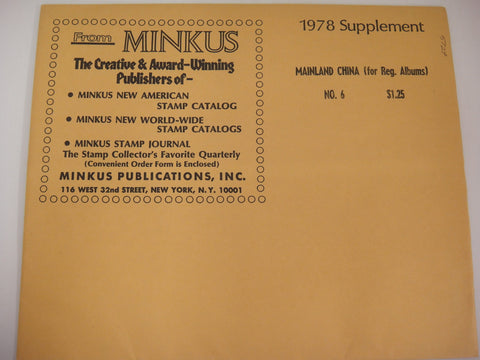 From MINKUS
The Creative & Award-Winning
Publishers of-
• MINKUS NEW AMERICAN
STAMP CATALOG
• MINKUS NEW WORLD-WIDE
STAMP CATALOGS
• MINKUS STAMP JOURNAL
The Stamp Collector's Favorite Quarterly
(Convenient Order Form is Enclosed)
MINKUS PUBLICATIONS, INC.
116 WEST 32nd STREET, NEW YORK, N.Y. 10001
1978 Supplement
MAINLAND CHINA (for Reg. Albums)
NO. 6 $1.25